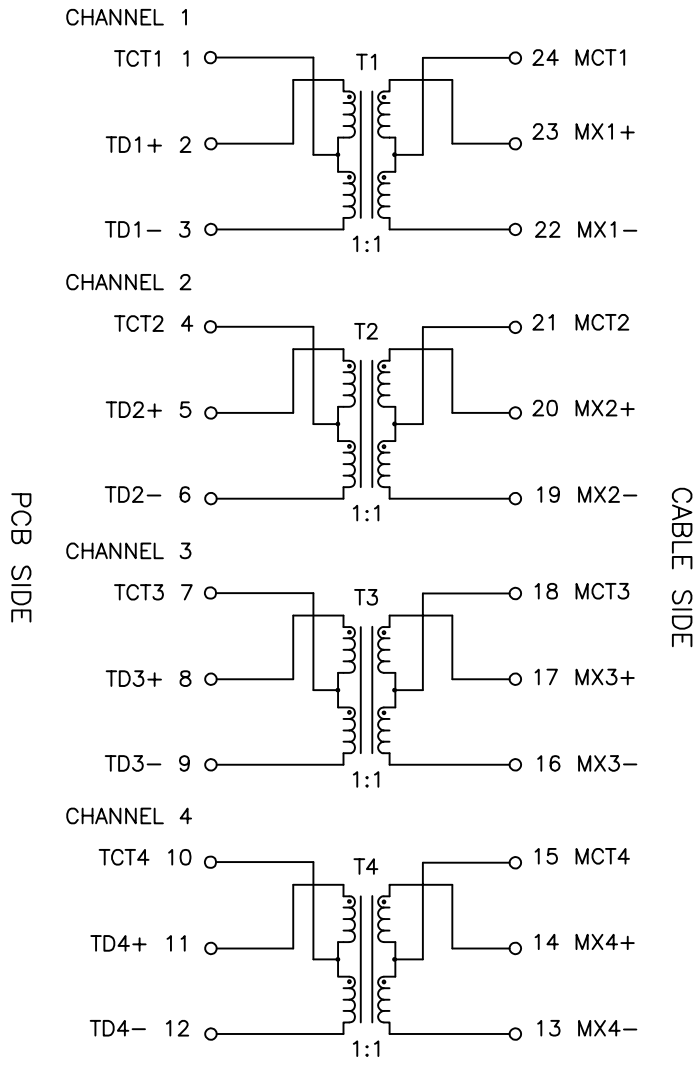 CHANNEL 1
TCT1 1
T1
24 MCT1
TD1+ 2
23 MX1+
TD1- 3
22 MX1-
1:1
CHANNEL 2
TCT2 4
T2
21 MCT2
TD2+ 5
20 MX2+
TD2- 6
19 MX2-
1:1
PCB SIDE
CABLE SIDE
CHANNEL 3
TCT3 7
T3
18 MCT3
TD3+ 8
17 MX3+
TD3- 9
16 MX3-
1:1
CHANNEL 4
TCT4 10
T4
15 MCT4
TD4+ 11
14 MX4+
TD4- 12
13 MX4-
1:1